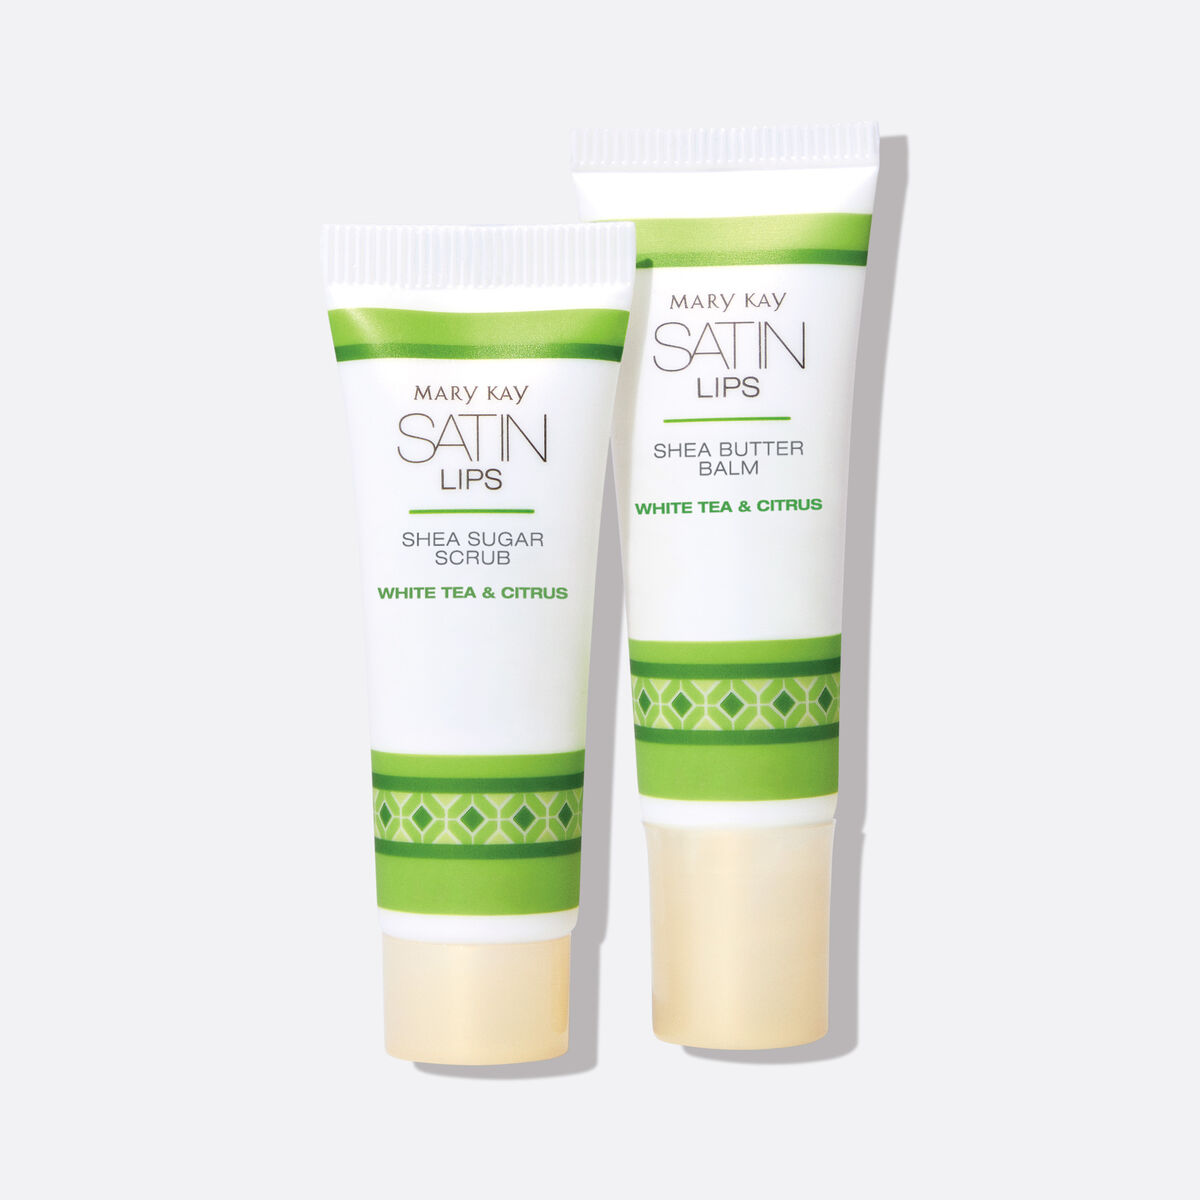 MARY KAY
SATIN
LIPS
SHEA SUGAR
SCRUB
WHITE TEA & CITRUS
MARY KAY
SATIN
LIPS
SHEA BUTTER
BALM
WHITE TEA & CITRUS